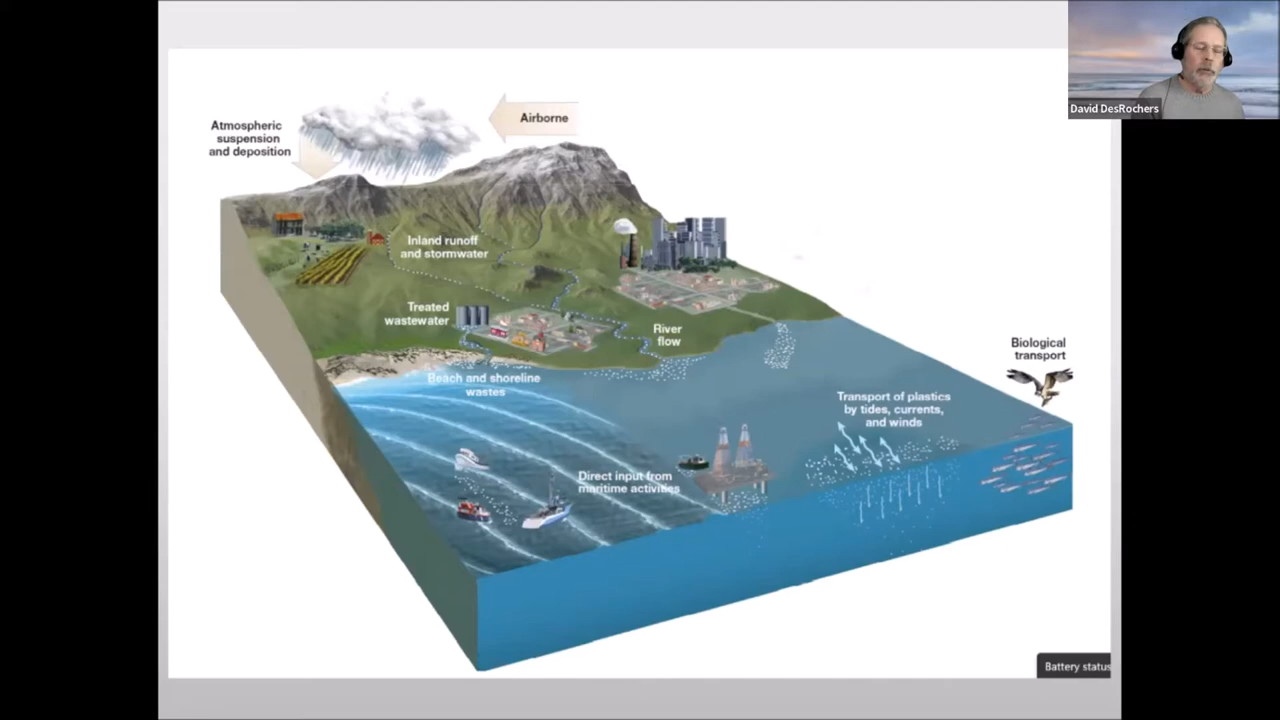 David DesRochers
Airborne
Atmospheric
suspension
and deposition
Inland runoff
and stormwater
Treated
wastewater
River
flow
Biological
transport
Beach and shoreline
wastes
Transport of plastics
by tides, currents,
and winds
Direct input from
maritime activities
Battery status